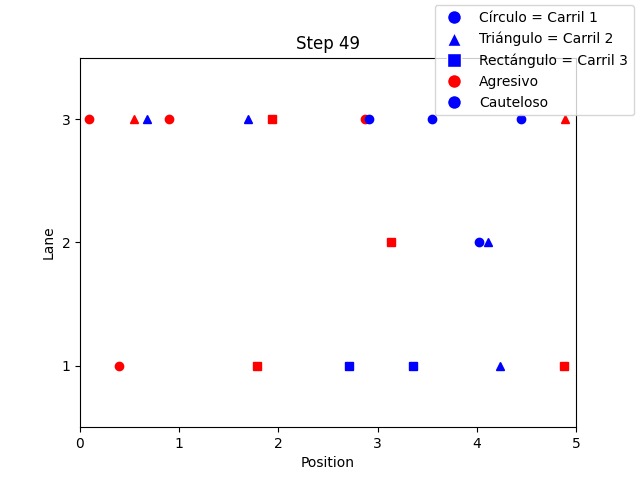 Step 49
Círculo = Carril 1
Triángulo = Carril 2
Rectángulo = Carril 3
Agresivo
Cauteloso
3
2
1
Lane
0 1 2 3 4 5
Position